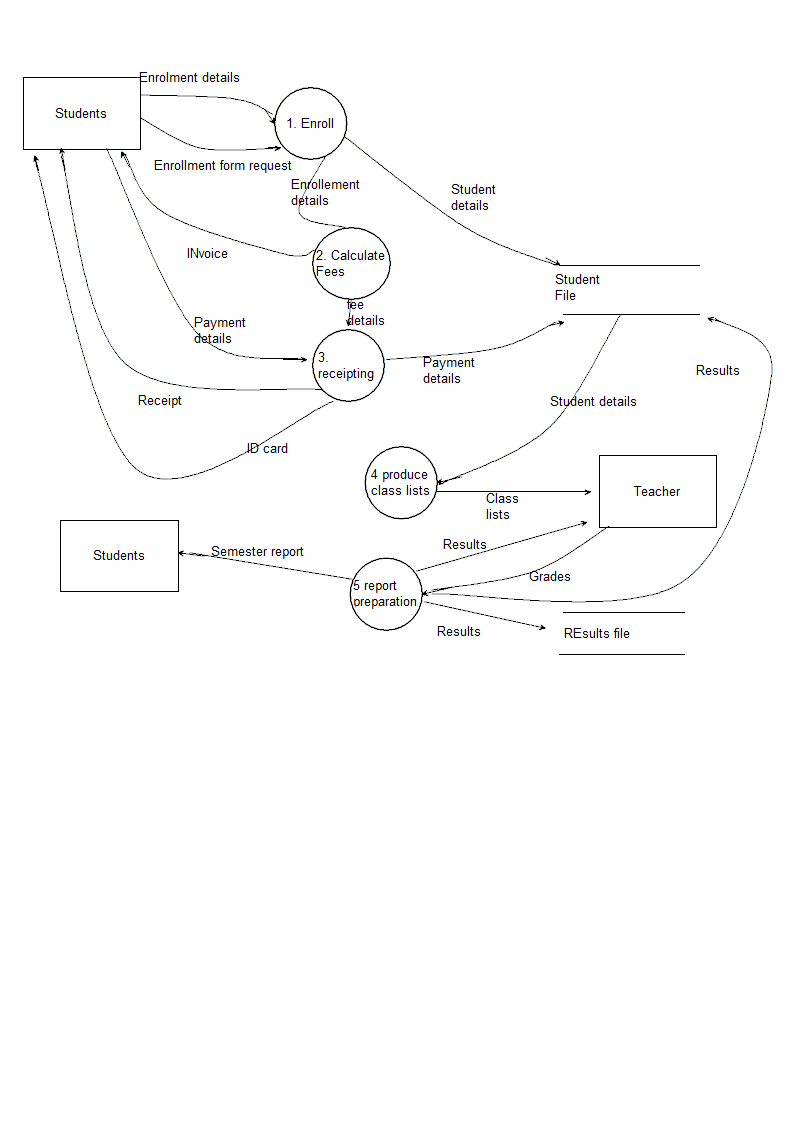 Enrolment details
Students
1. Enroll
Enrollment form request
Enrollement
details
Student
details
INvoice
2. Calculate
Fees
Student
File
fee
details
Payment
details
3.
receipting
Payment
details
Results
Receipt
Student details
ID card
4 produce
class lists
Class
lists
Teacher
Students
Semester report
Results
5 report
preparation
Grades
Results
REsults file